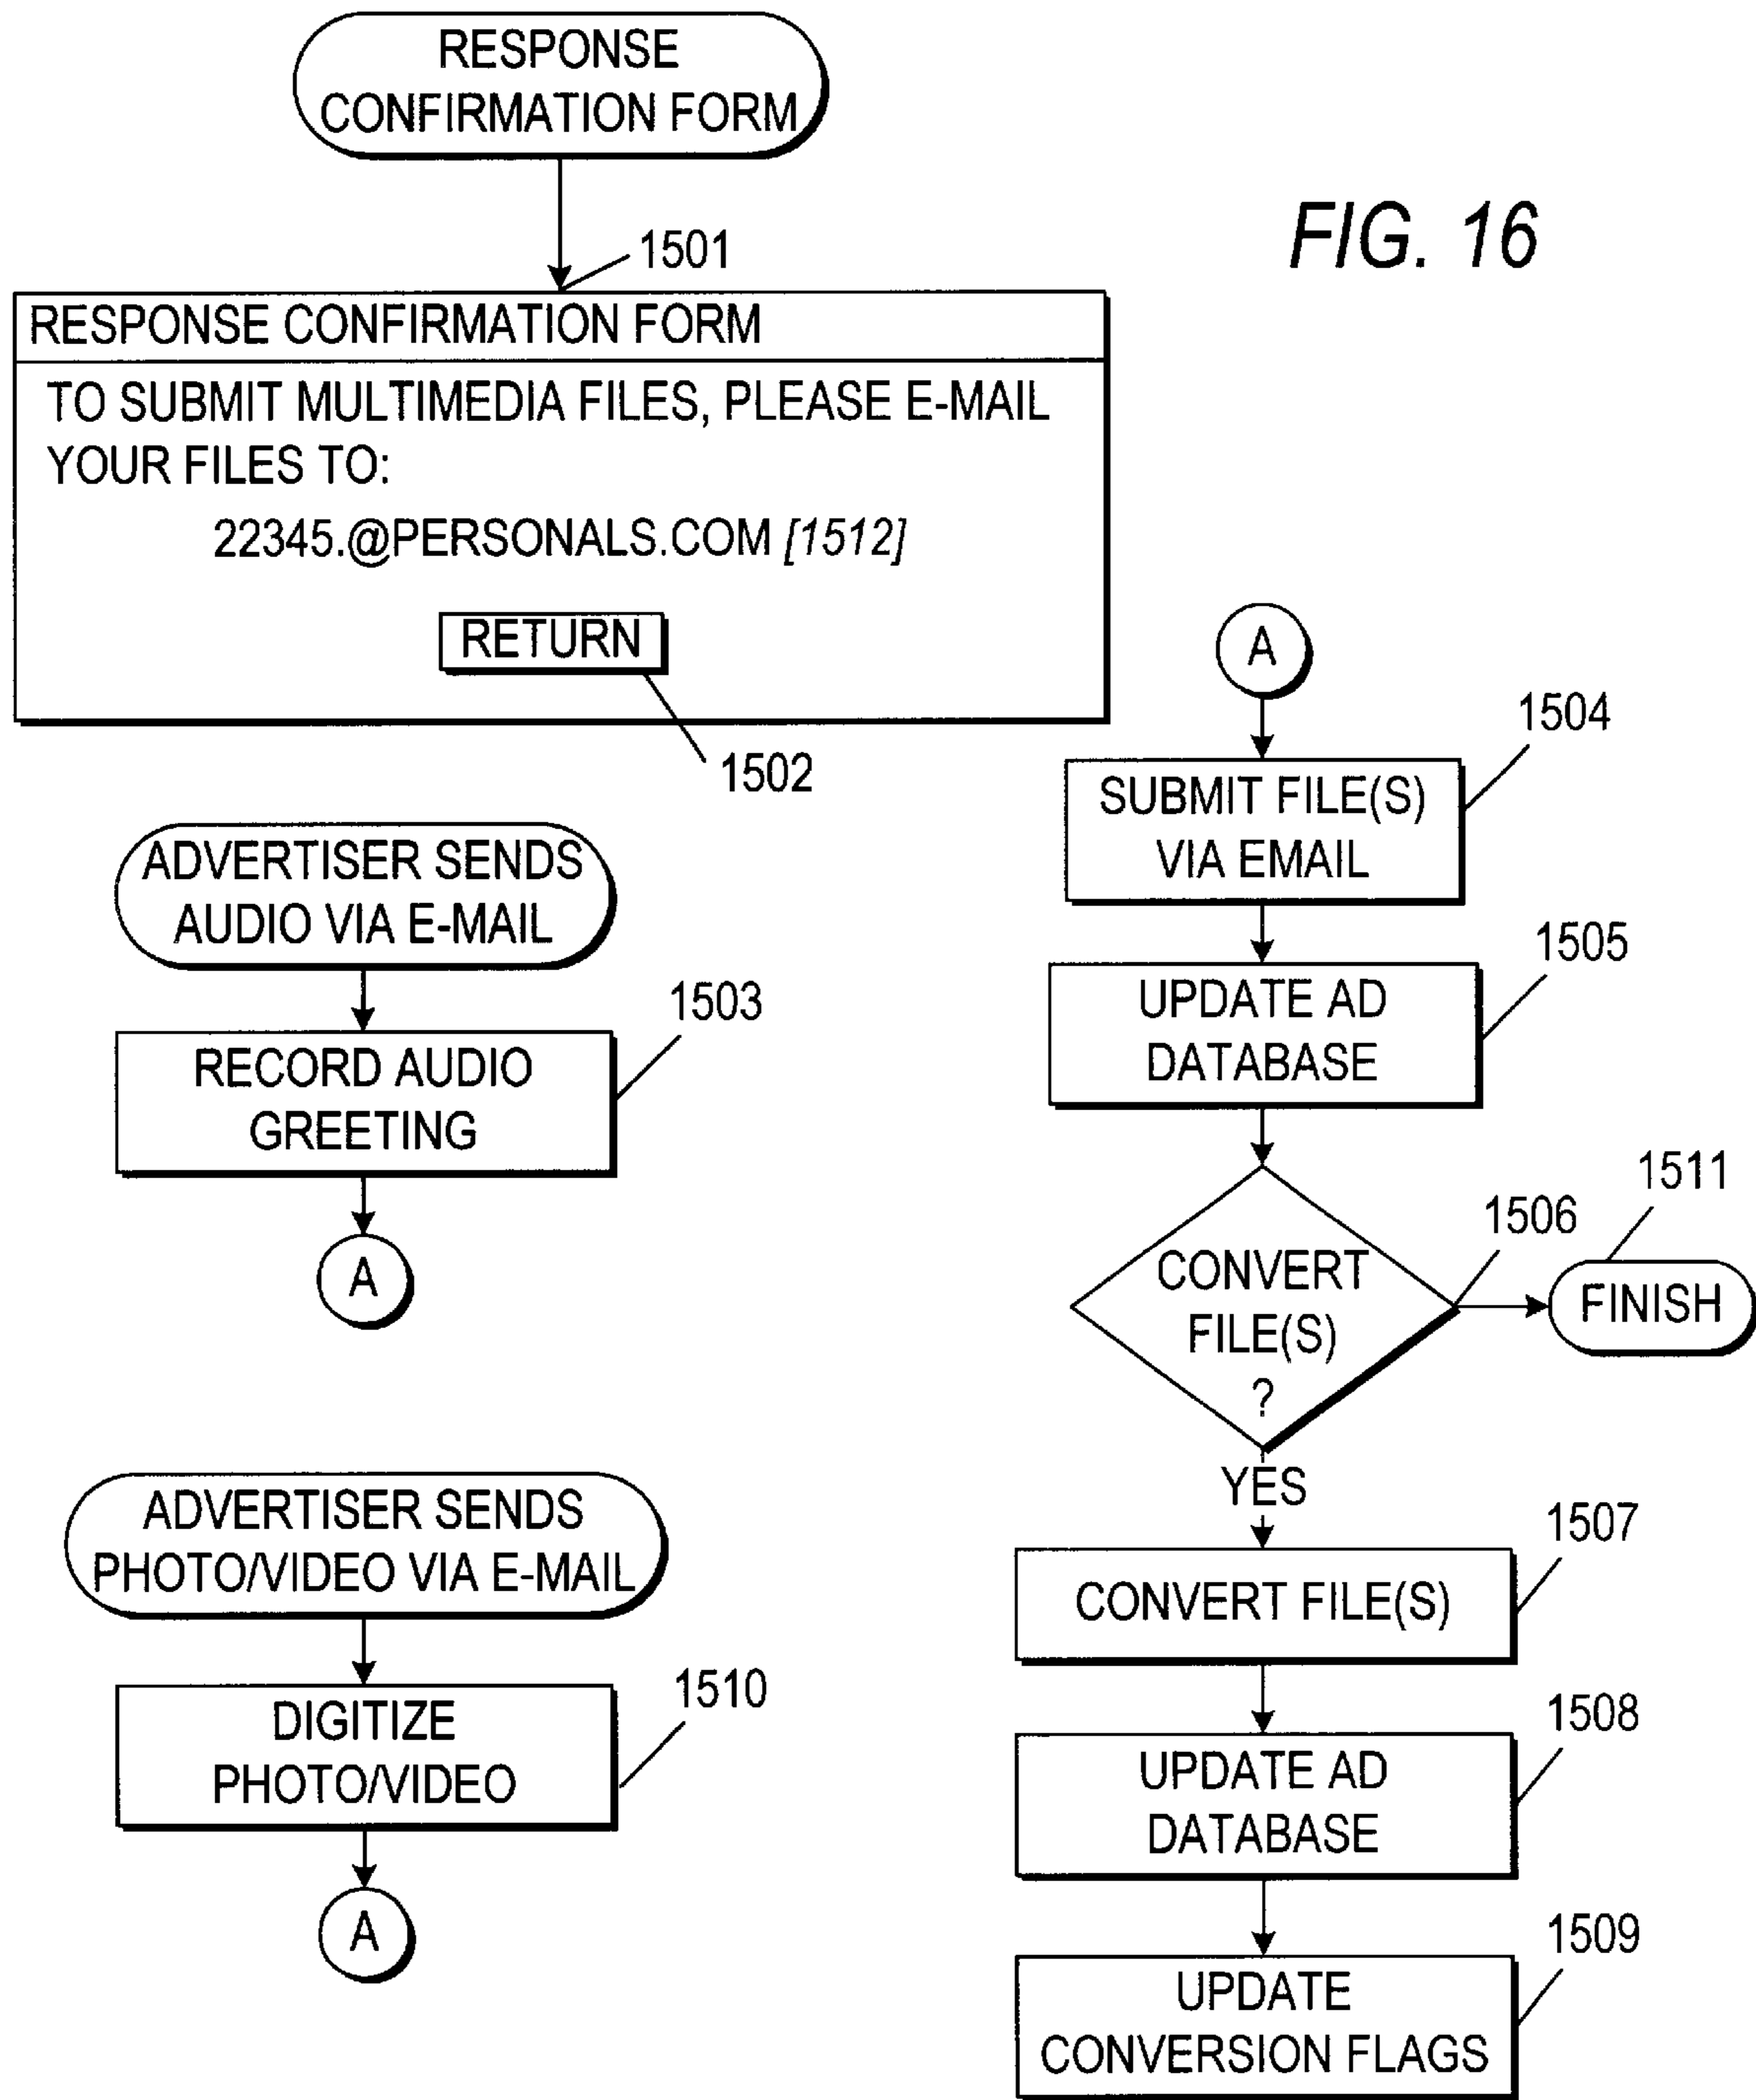 RESPONSE
CONFIRMATION FORM
FIG. 16
1501
RESPONSE CONFIRMATION FORM
TO SUBMIT MULTIMEDIA FILES, PLEASE E-MAIL
YOUR FILES TO:
22345.@PERSONALS.COM [1512]
RETURN
1502
ADVERTISER SENDS
AUDIO VIA E-MAIL
1503
RECORD AUDIO
GREETING
A
ADVERTISER SENDS
PHOTO/VIDEO VIA E-MAIL
1510
DIGITIZE
PHOTO/VIDEO
A
A
1504
SUBMIT FILE(S)
VIA EMAIL
1505
UPDATE AD
DATABASE
1511
1506
CONVERT
FILE(S)
?
FINISH
YES
1507
CONVERT FILE(S)
1508
UPDATE AD
DATABASE
1509
UPDATE
CONVERSION FLAGS